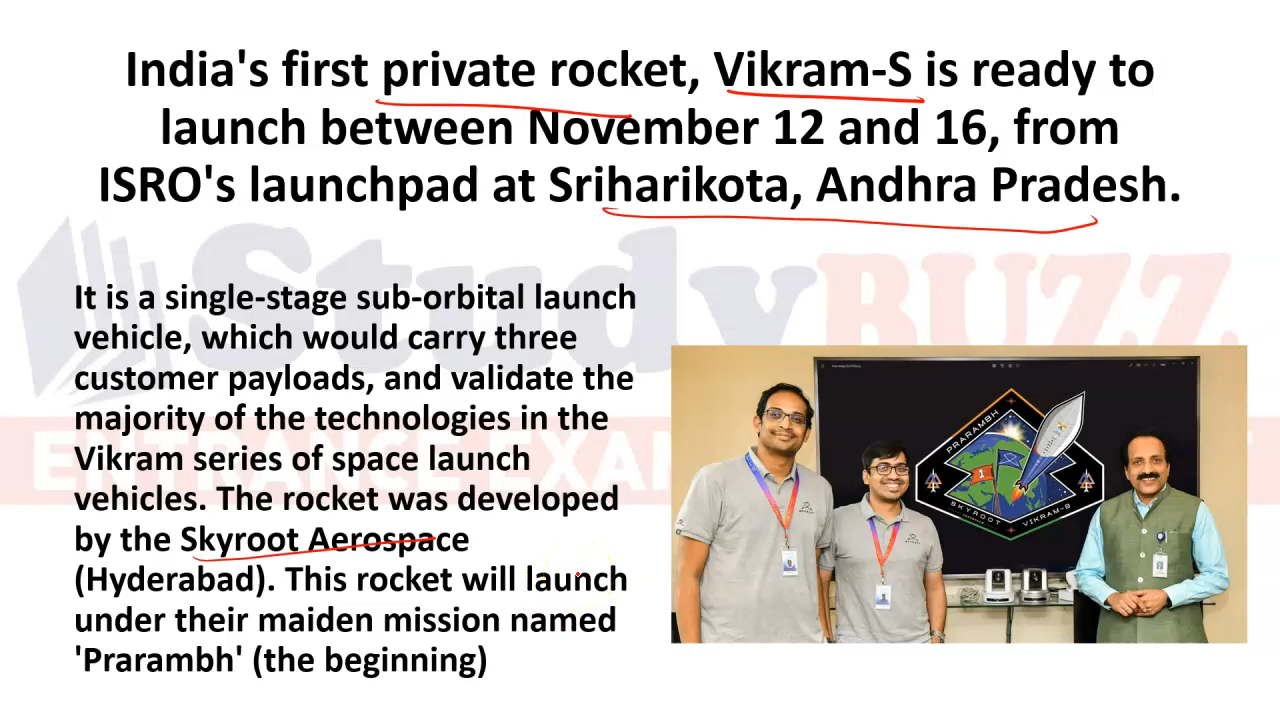 India's first private rocket, Vikram-S is ready to
launch between November 12 and 16, from
ISRO's launchpad at Sriharikota, Andhra Pradesh.
StudyBUZZ
ENTRANCE EXAM
It is a single-stage sub-orbital launch
vehicle, which would carry three
customer payloads, and validate the
majority of the technologies in the
Vikram series of space launch
vehicles. The rocket was developed
by the Skyroot Aerospace
(Hyderabad). This rocket will launch
under their maiden mission named
'Prarambh' (the beginning)
PRARAMBH
SKYROOT
VIKRAM-S